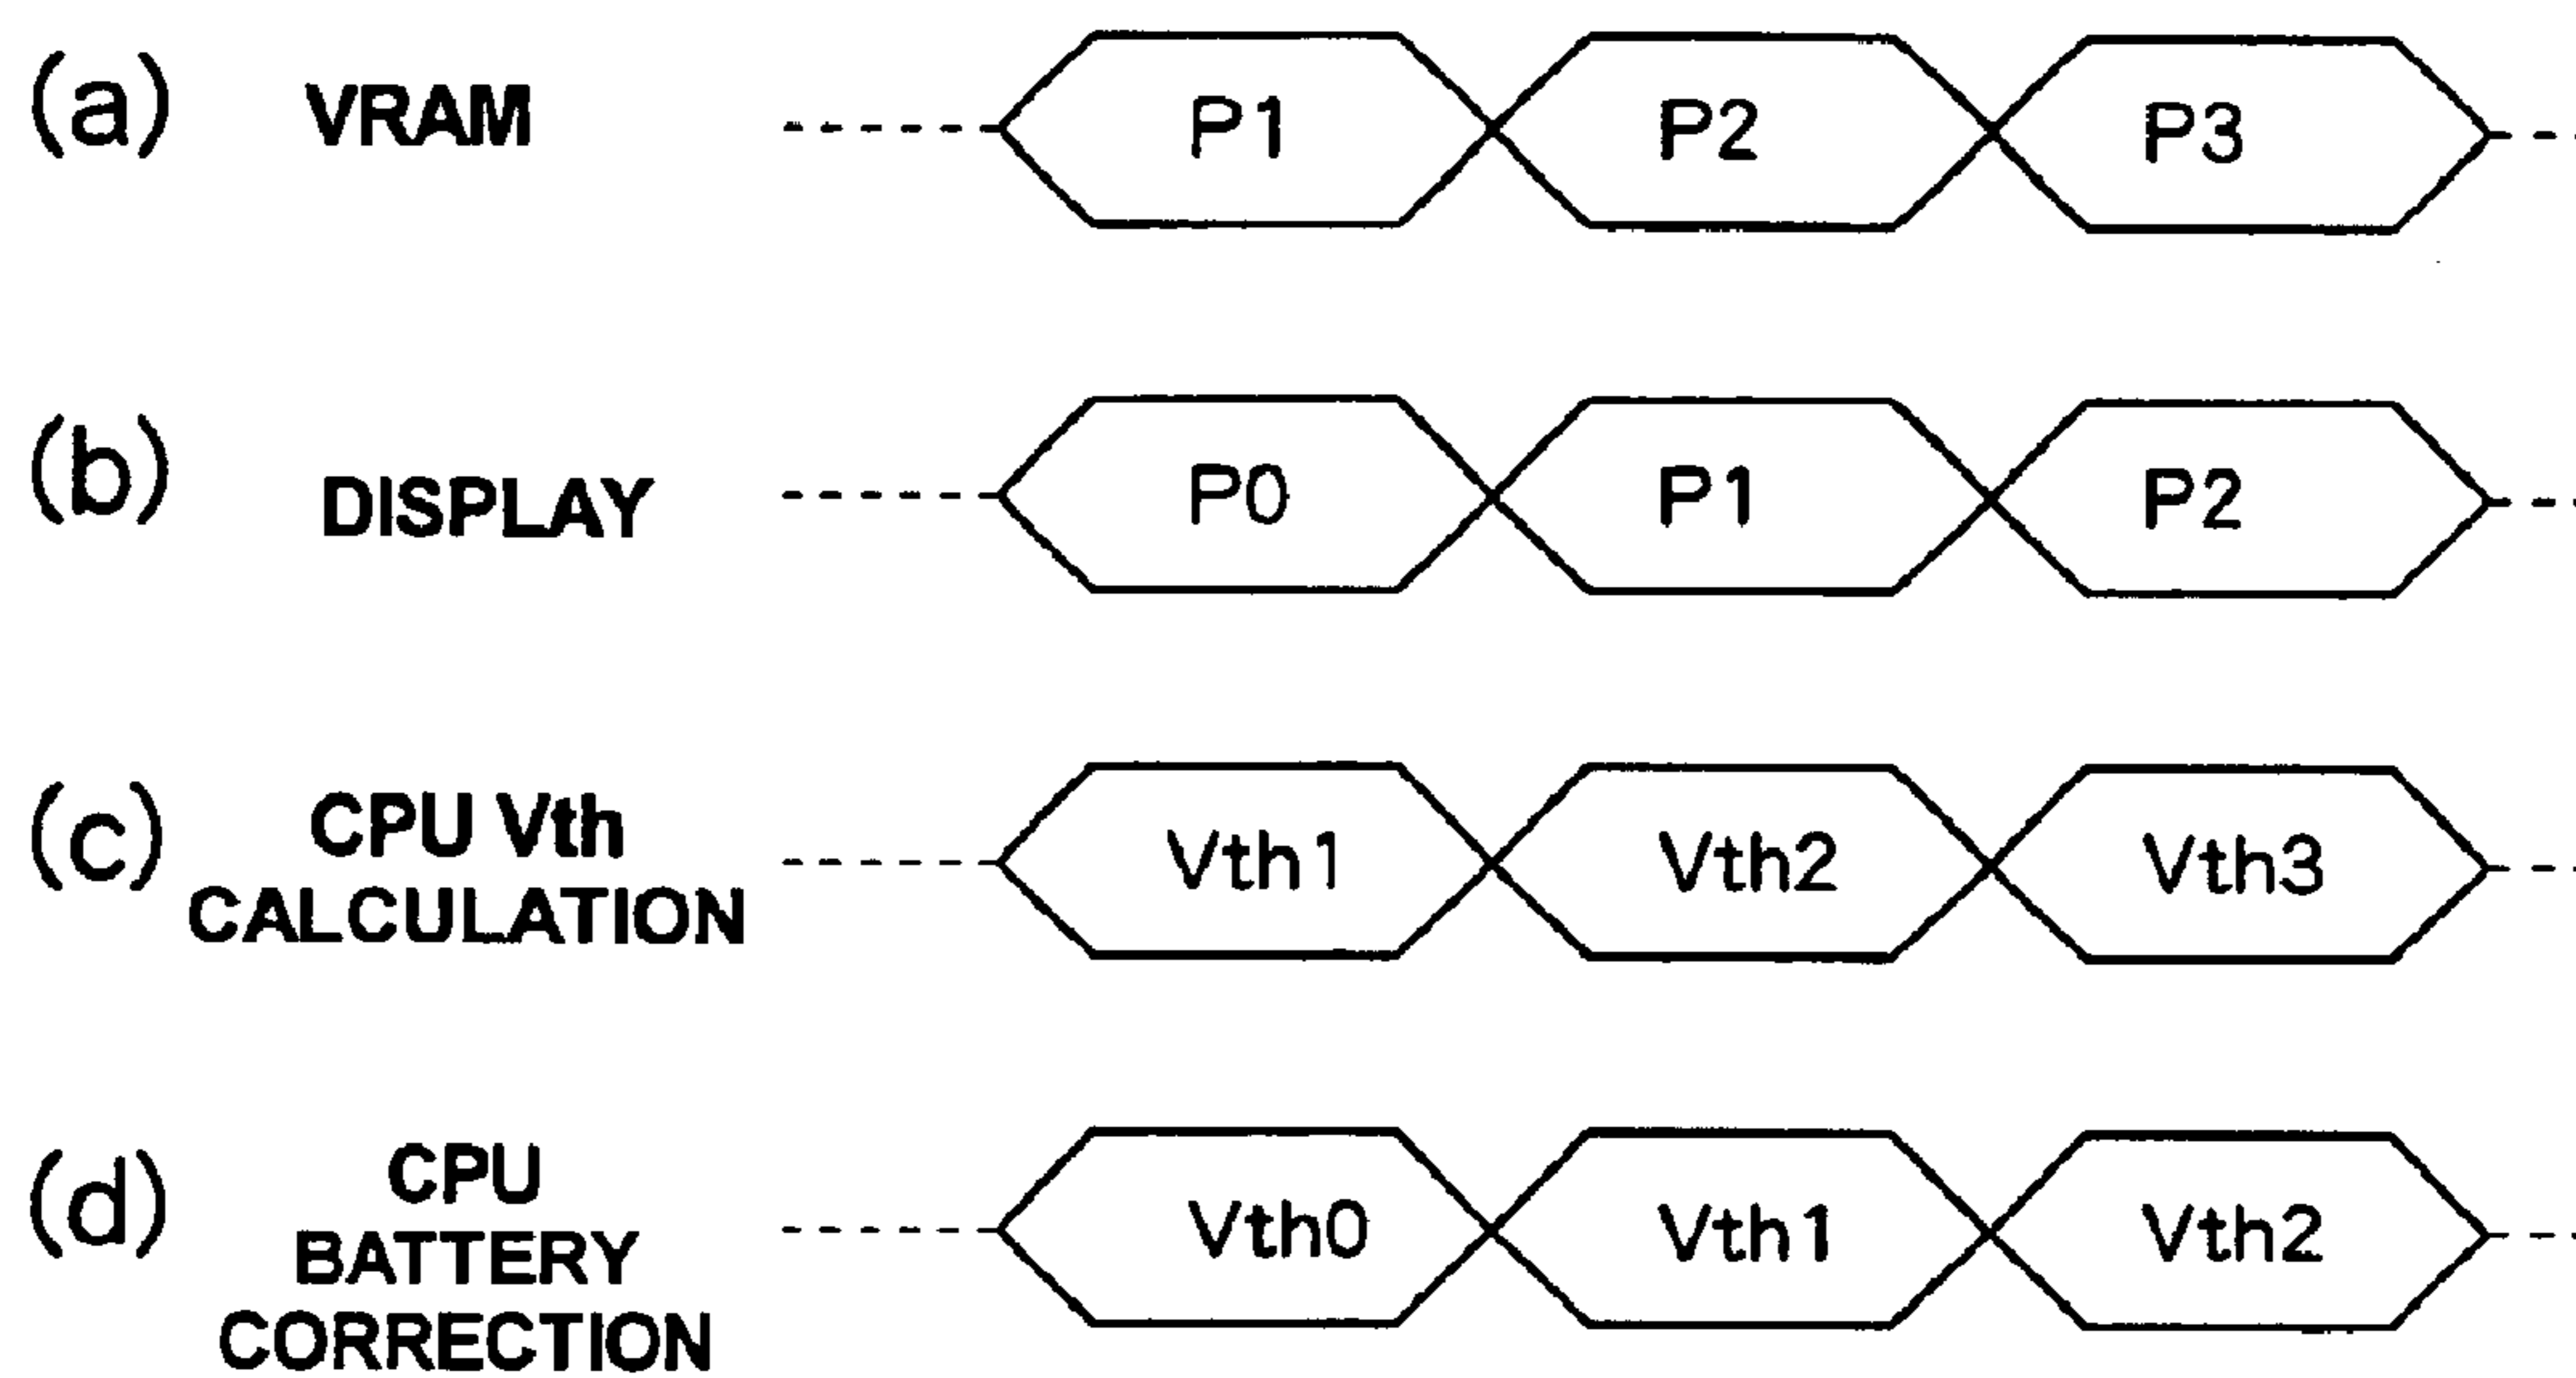 (a) VRAM P1 P2 P3
(b) DISPLAY P0 P1 P2
(c) CPU Vth
CALCULATION Vth1 Vth2 Vth3
(d) CPU
BATTERY
CORRECTION Vth0 Vth1 Vth2